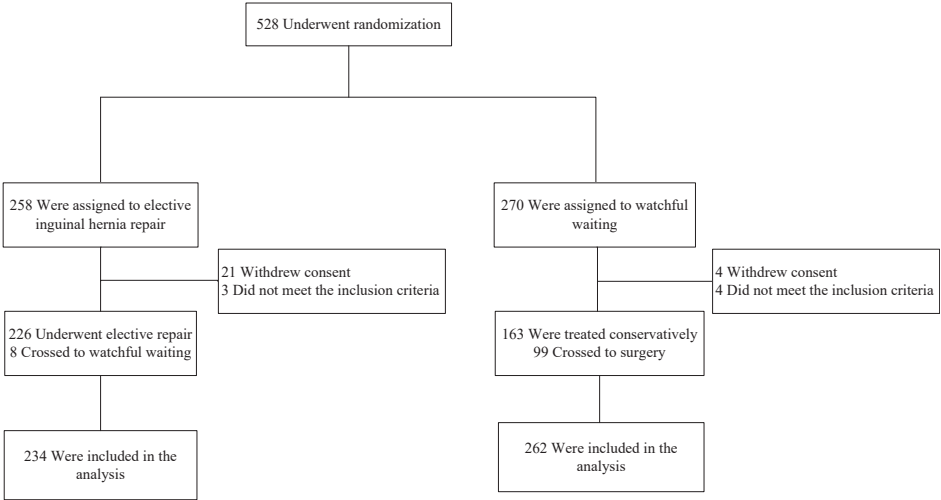 528 Underwent randomization
258 Were assigned to elective
inguinal hernia repair
270 Were assigned to watchful
waiting
21 Withdrew consent
3 Did not meet the inclusion criteria
4 Withdrew consent
4 Did not meet the inclusion criteria
226 Underwent elective repair
8 Crossed to watchful waiting
163 Were treated conservatively
99 Crossed to surgery
234 Were included in the
analysis
262 Were included in the
analysis